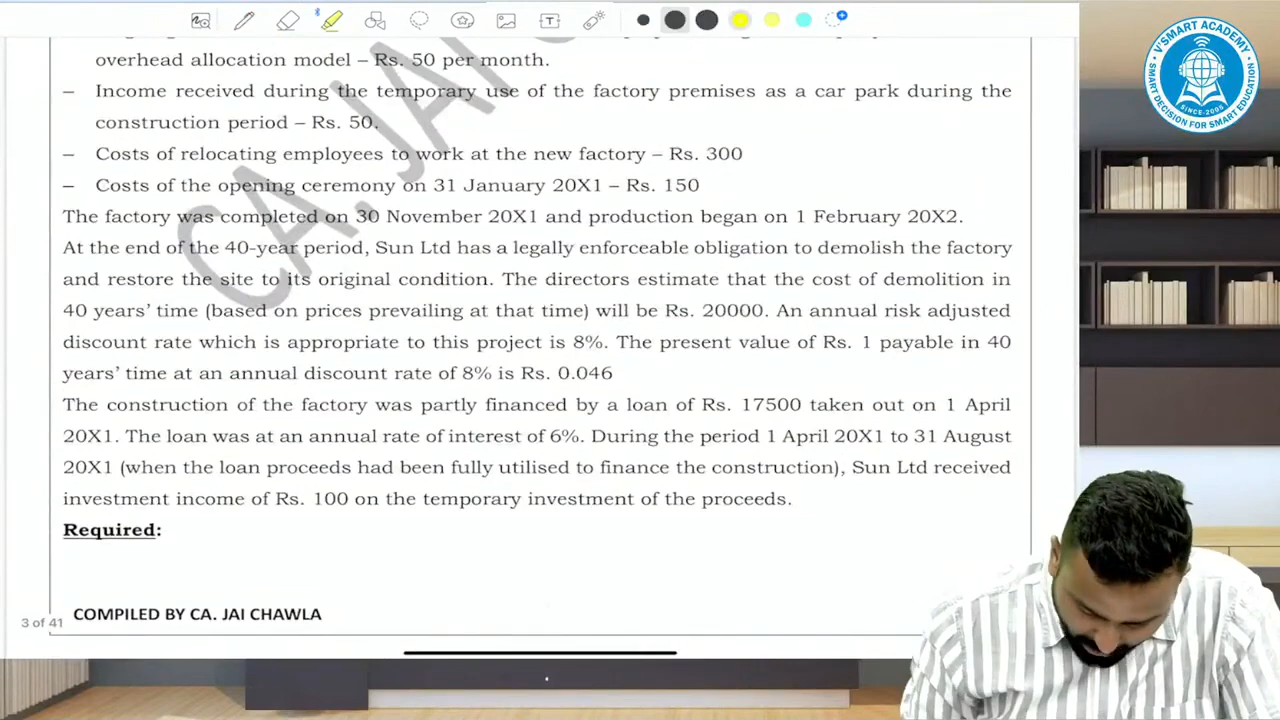 overhead allocation model – Rs. 50 per month.
– Income received during the temporary use of the factory premises as a car park during the
construction period – Rs. 50.
– Costs of relocating employees to work at the new factory – Rs. 300
– Costs of the opening ceremony on 31 January 20X1 – Rs. 150
The factory was completed on 30 November 20X1 and production began on 1 February 20X2.
At the end of the 40-year period, Sun Ltd has a legally enforceable obligation to demolish the factory
and restore the site to its original condition. The directors estimate that the cost of demolition in
40 years’ time (based on prices prevailing at that time) will be Rs. 20000. An annual risk adjusted
discount rate which is appropriate to this project is 8%. The present value of Rs. 1 payable in 40
years’ time at an annual discount rate of 8% is Rs. 0.046
The construction of the factory was partly financed by a loan of Rs. 17500 taken out on 1 April
20X1. The loan was at an annual rate of interest of 6%. During the period 1 April 20X1 to 31 August
20X1 (when the loan proceeds had been fully utilised to finance the construction), Sun Ltd received
investment income of Rs. 100 on the temporary investment of the proceeds.
Required:
COMPILED BY CA. JAI CHAWLA
3 of 41
CA. JAI C
V'SMART ACADEMY
SINCE-2005
SMART DECISION FOR SMART EDUCATION
T